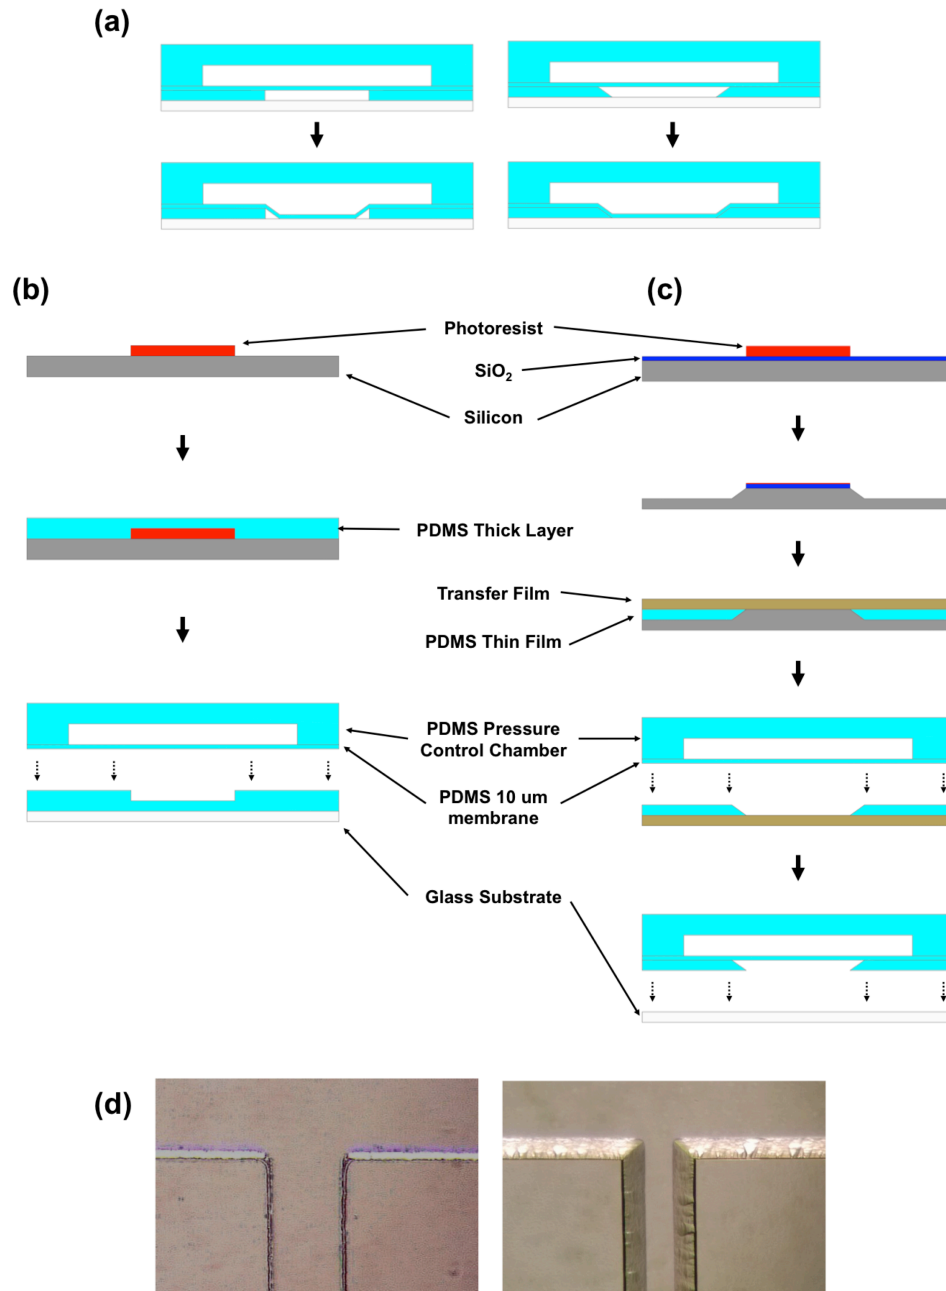 (a)
(b)
(c)
Photoresist
SiO₂
Silicon
PDMS Thick Layer
Transfer Film
PDMS Thin Film
PDMS Pressure
Control Chamber
PDMS 10 um
membrane
Glass Substrate
(d)